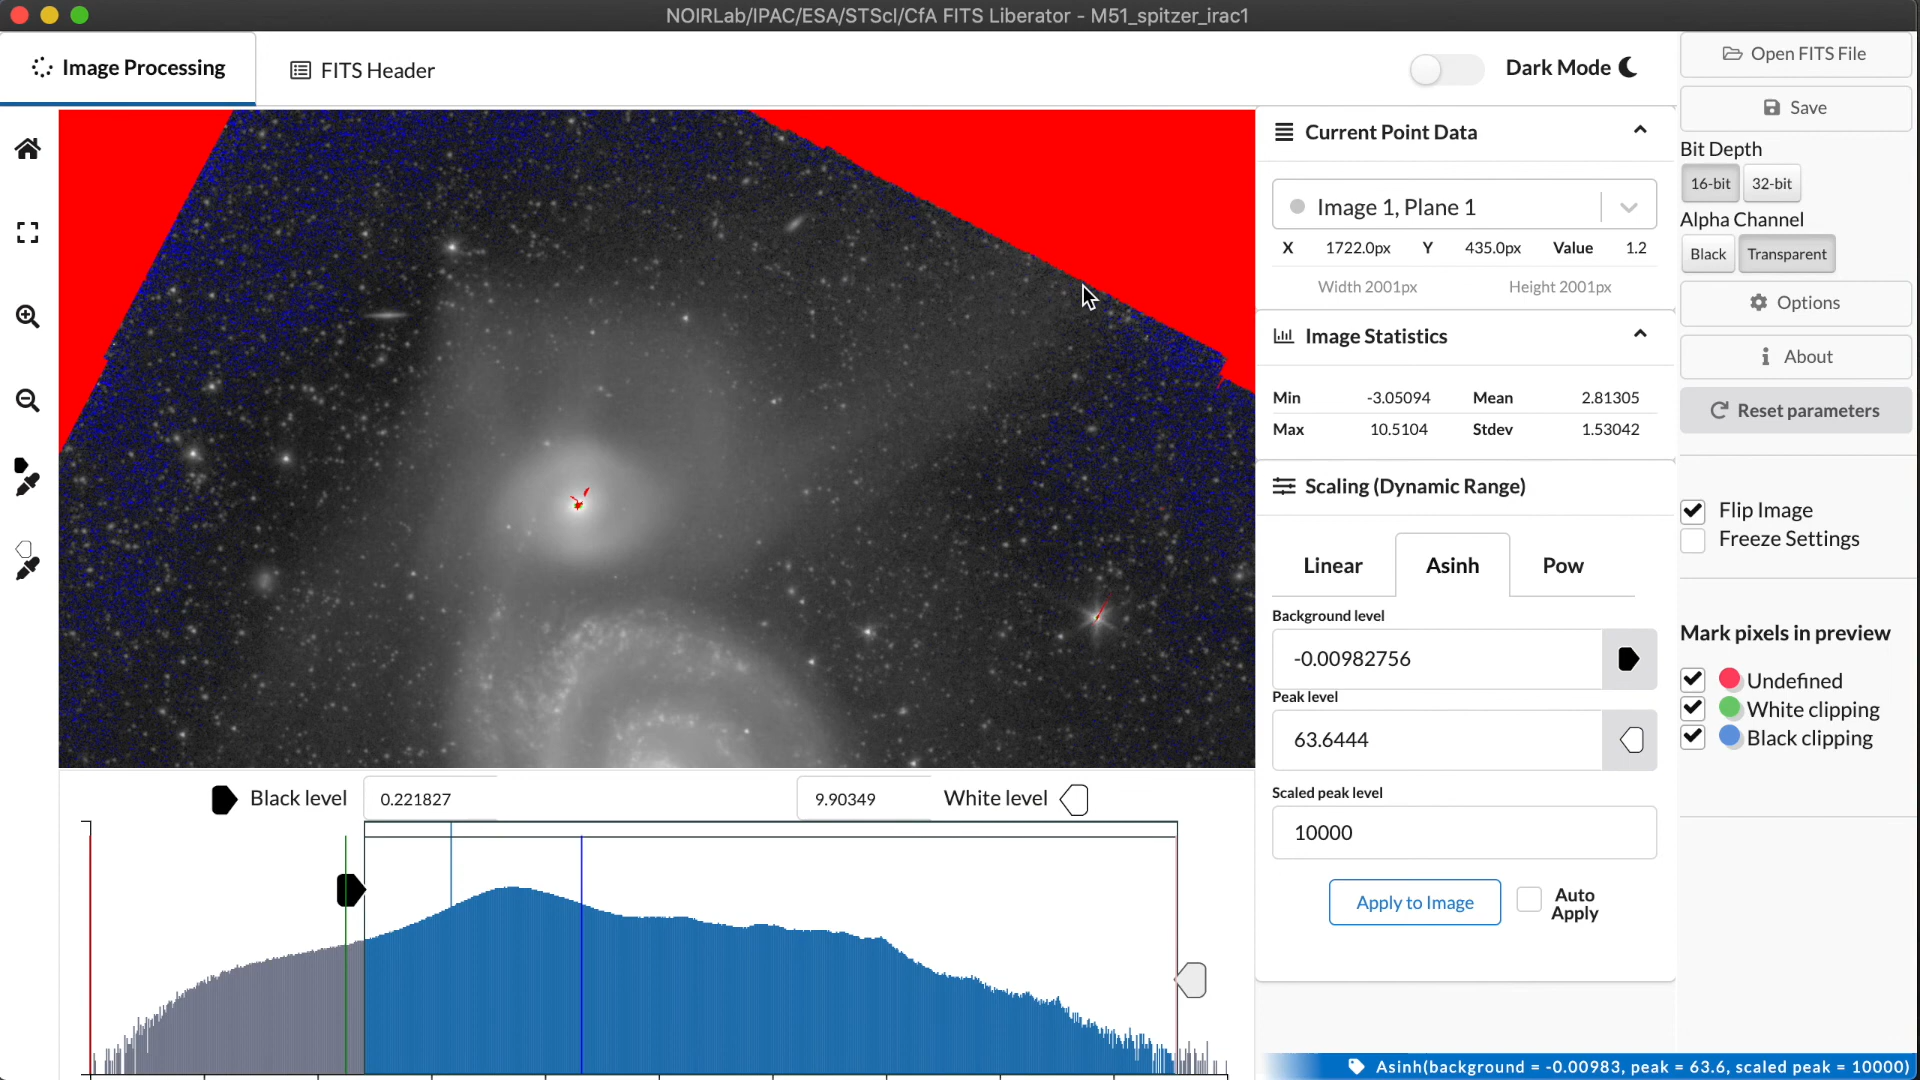 NOIRLab/IPAC/ESA/STScI/CfA FITS Liberator - M51_spitzer_irac1
Image Processing
FITS Header
Dark Mode
Open FITS File
Save
Bit Depth
16-bit 32-bit
Alpha Channel
Black Transparent
Options
About
Reset parameters
Flip Image
Freeze Settings
Mark pixels in preview
Undefined
White clipping
Black clipping
Current Point Data
Image 1, Plane 1
X 1722.0px Y 435.0px Value 1.2
Width 2001px Height 2001px
Image Statistics
Min -3.05094 Mean 2.81305
Max 10.5104 Stdev 1.53042
Scaling (Dynamic Range)
Linear Asinh Pow
Background level
-0.00982756
Peak level
63.6444
Scaled peak level
10000
Apply to Image
Auto
Apply
Black level 0.221827 9.90349 White level
Asinh(background = -0.00983, peak = 63.6, scaled peak = 10000)